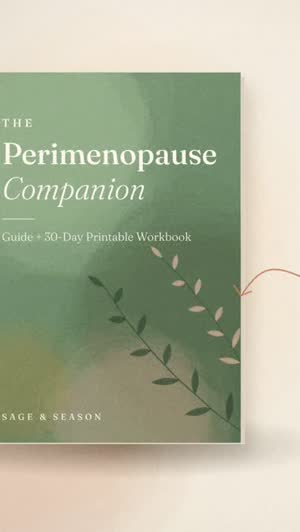 THE
Perimenopause
Companion
Guide + 30-Day Printable Workbook
SAGE & SEASON